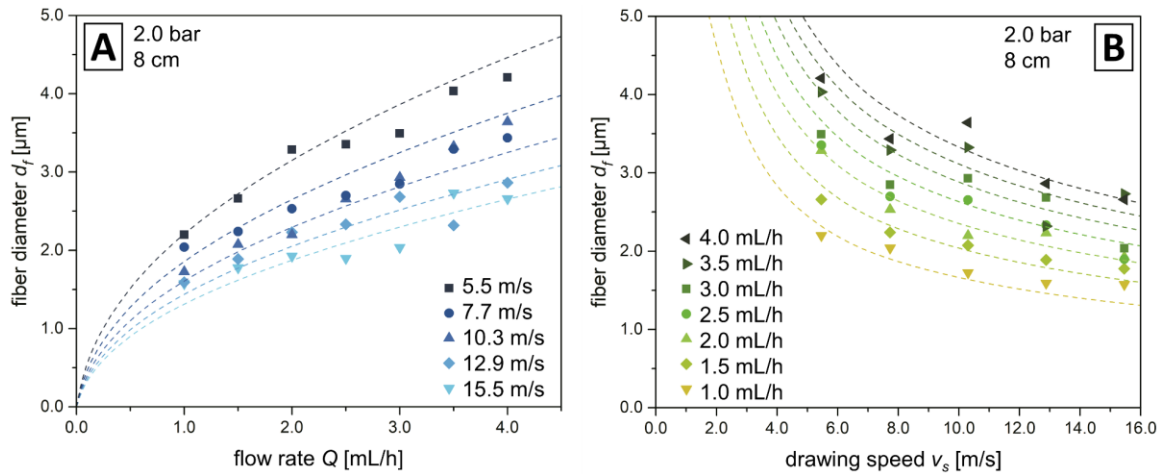 A
2.0 bar
8 cm
fiber diameter d_f [µm]
5.0
4.0
3.0
2.0
1.0
0.0
5.5 m/s
7.7 m/s
10.3 m/s
12.9 m/s
15.5 m/s
0.0 1.0 2.0 3.0 4.0
flow rate Q [mL/h]
B
2.0 bar
8 cm
fiber diameter d_f [µm]
5.0
4.0
3.0
2.0
1.0
0.0
4.0 mL/h
3.5 mL/h
3.0 mL/h
2.5 mL/h
2.0 mL/h
1.5 mL/h
1.0 mL/h
0.0 2.0 4.0 6.0 8.0 10.0 12.0 14.0 16.0
drawing speed v_s [m/s]